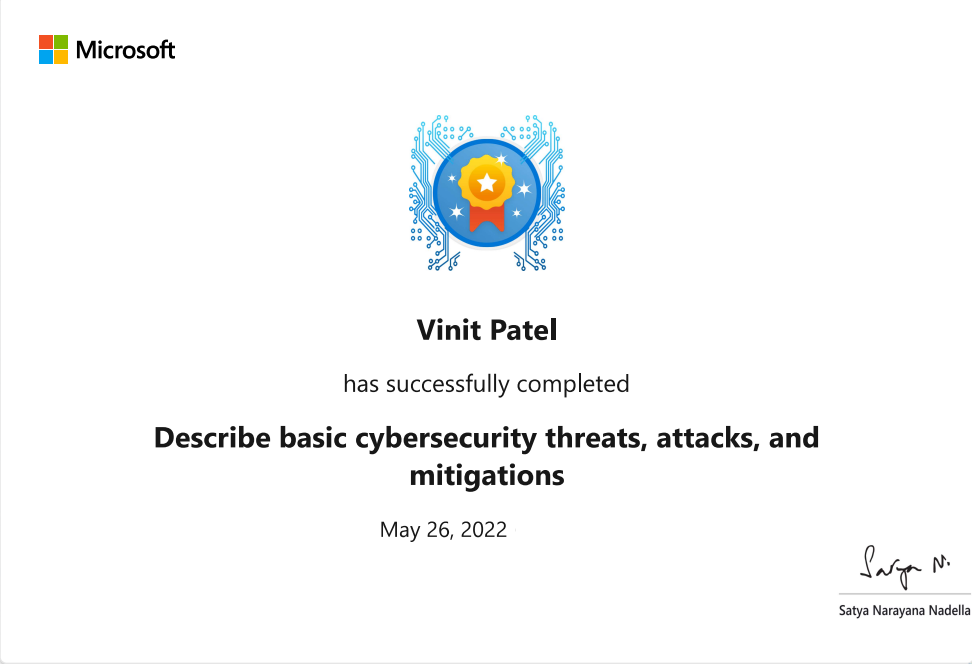 Microsoft
Vinit Patel
has successfully completed
Describe basic cybersecurity threats, attacks, and
mitigations
May 26, 2022
Satya N.
Satya Narayana Nadella